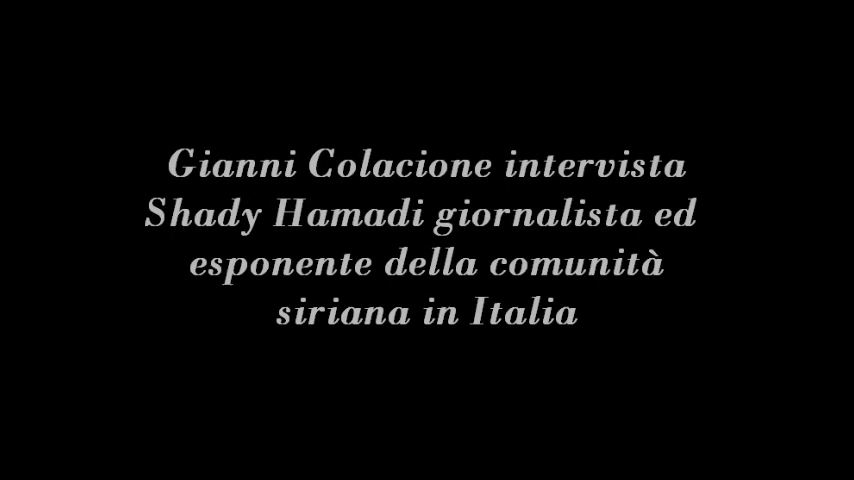 Gianni Colacione intervista
Shady Hamadi giornalista ed
esponente della comunità
siriana in Italia